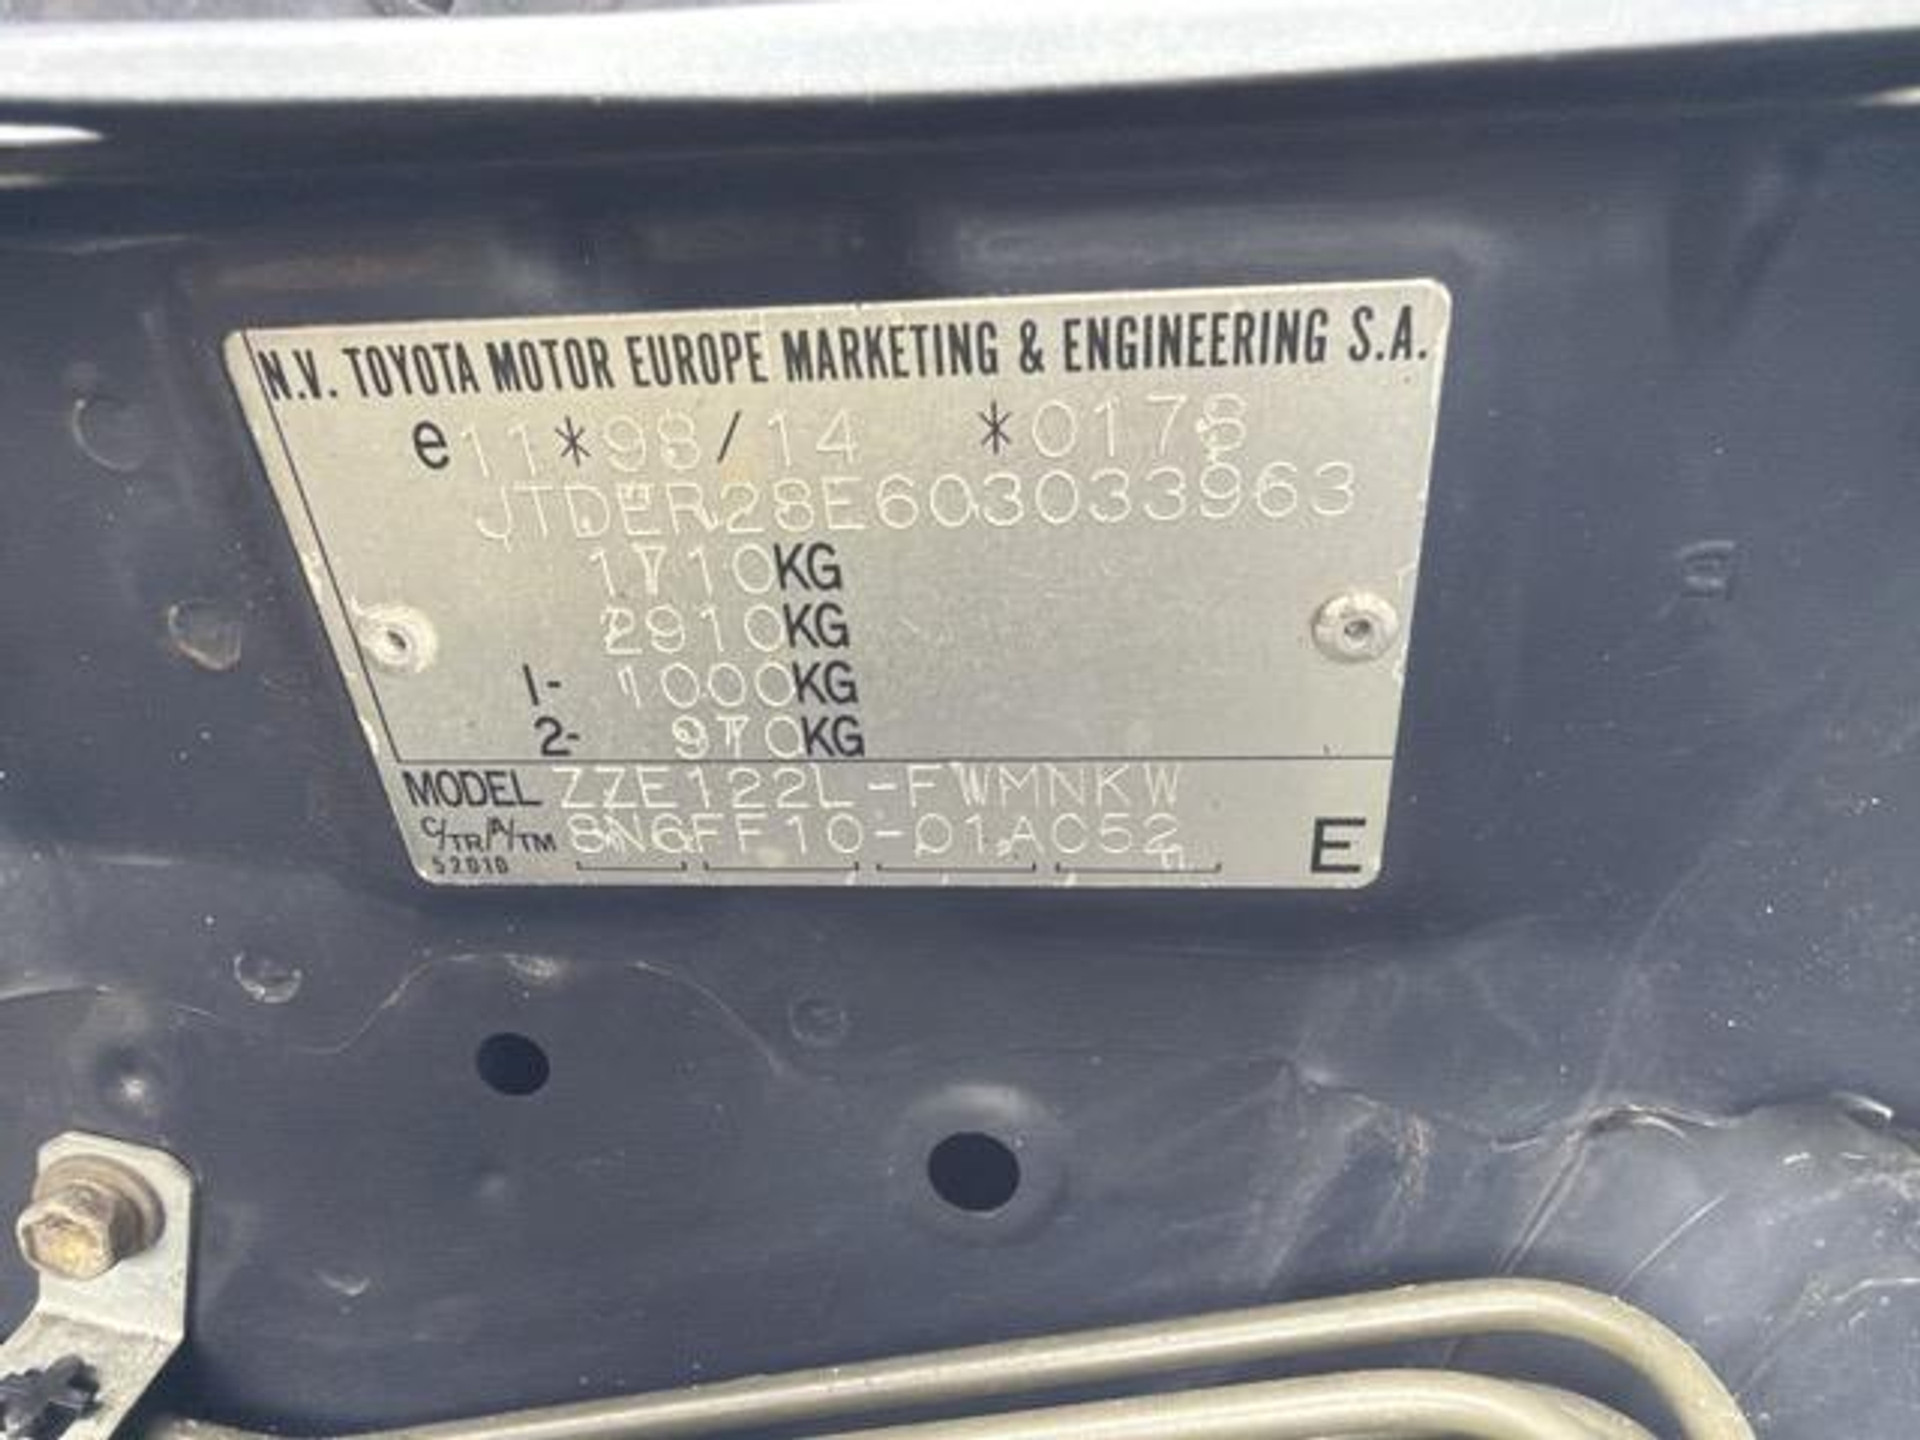 N.V. TOYOTA MOTOR EUROPE MARKETING & ENGINEERING S.A.
e11*98/14 *0178
JTDER28E603033963
1710KG
2910KG
1- 1000KG
2- 970KG
MODEL ZZE122L-FWMNKW
C/TR/A/TM 8N6FF10-01AC52
52010 E